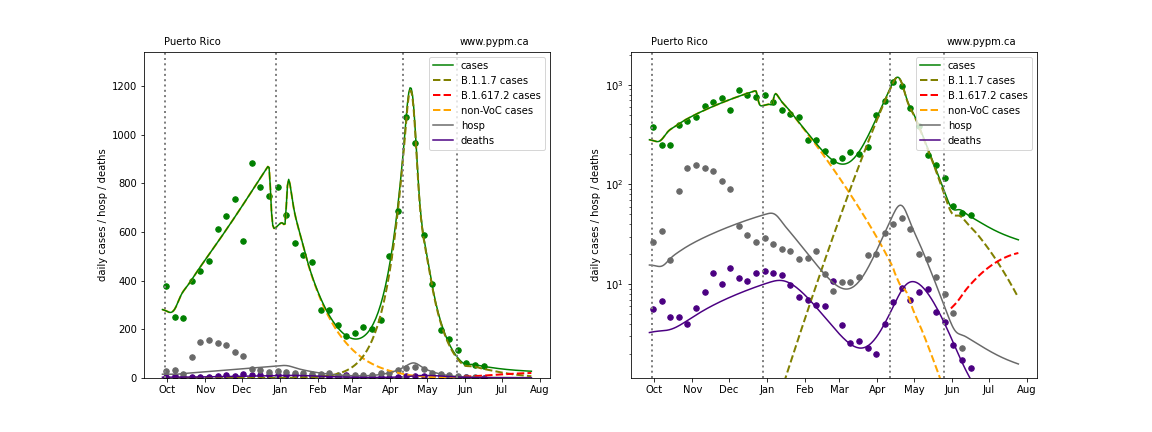 Puerto Rico www.pypm.ca
daily cases / hosp / deaths
1200
1000
800
600
400
200
0
cases
B.1.1.7 cases
B.1.617.2 cases
non-VoC cases
hosp
deaths
Oct Nov Dec Jan Feb Mar Apr May Jun Jul Aug
Puerto Rico www.pypm.ca
daily cases / hosp / deaths
10³
10²
10¹
cases
B.1.1.7 cases
B.1.617.2 cases
non-VoC cases
hosp
deaths
Oct Nov Dec Jan Feb Mar Apr May Jun Jul Aug